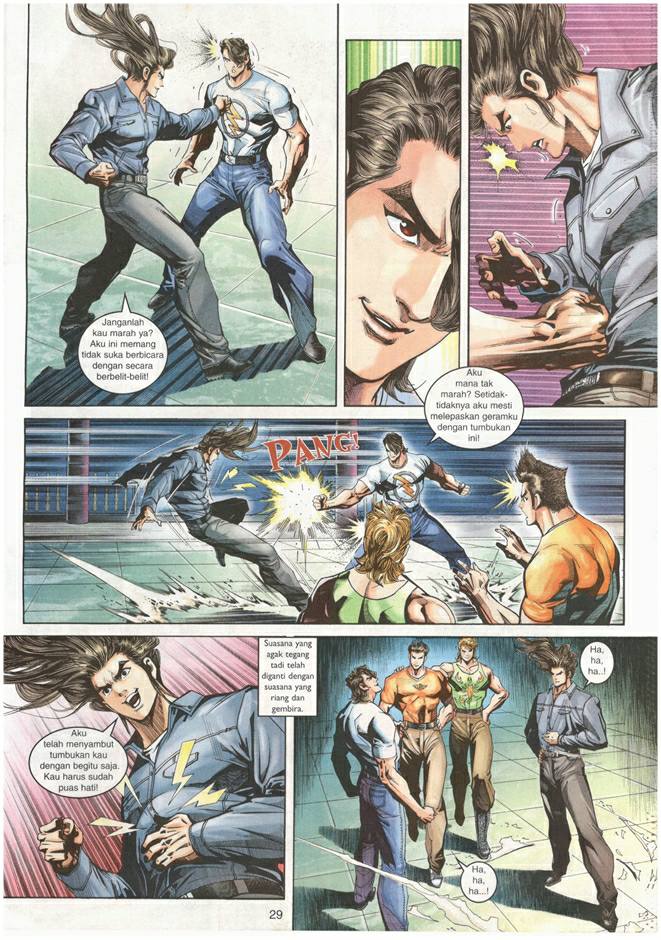 Janganlah
kau marah ya?
Aku ini memang
tidak suka berbicara
dengan secara
berbelit-belit!
Aku
mana tak
marah? Setidak-
tidaknya aku mesti
melepaskan geramku
dengan tumbukan
ini!
PANG!
Aku
telah menyambut
tumbukan kau
dengan begitu saja.
Kau harus sudah
puas hati!
Suasana yang
agak tegang
tadi telah
diganti dengan
suasana yang
riang dan
gembira.
Ha,
ha,
ha..!
Ha,
ha,
ha...!
29